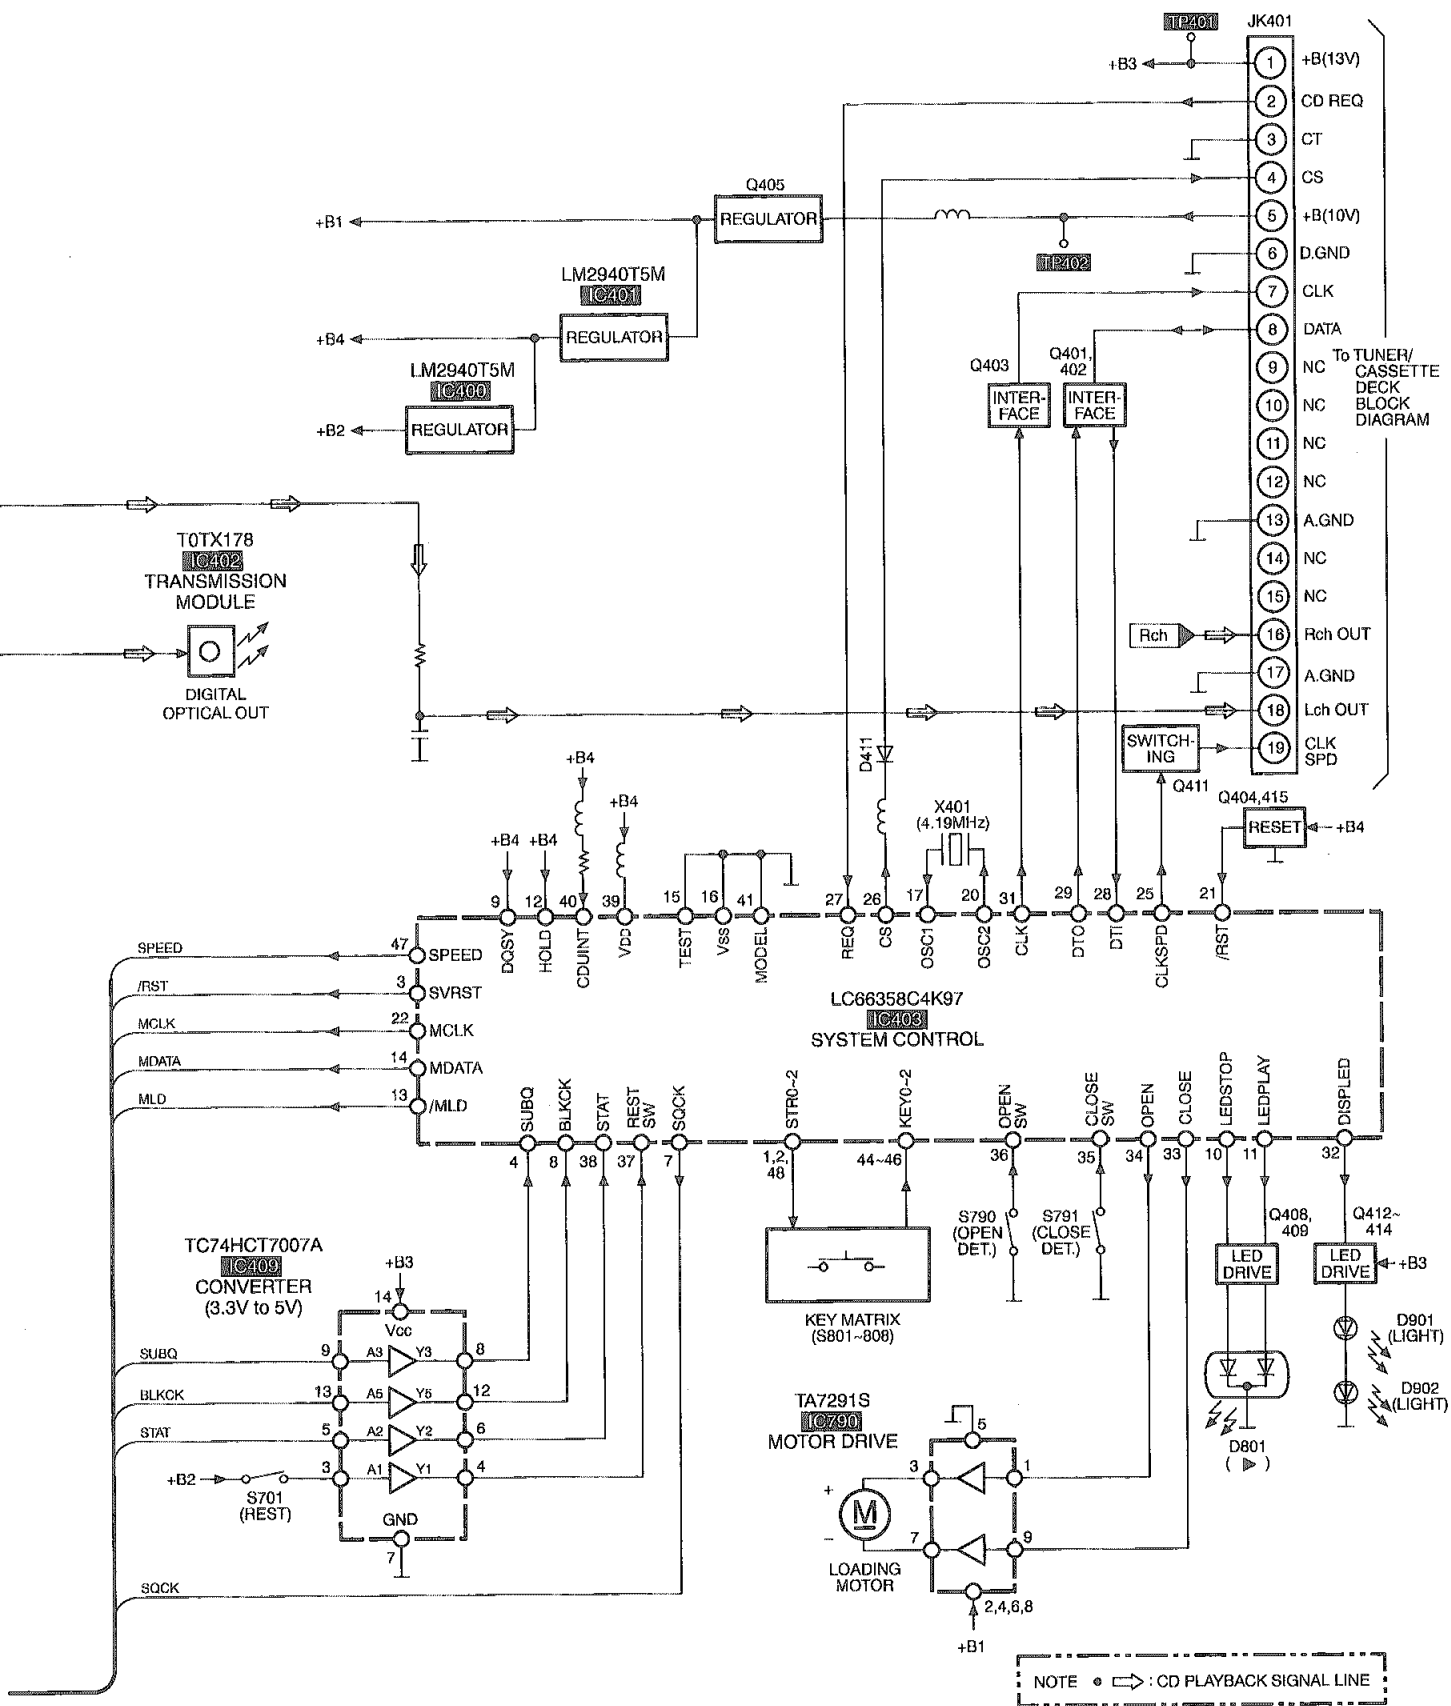 TP401
JK401
+B3
1 +B(13V)
2 CD REQ
3 CT
4 CS
5 +B(10V)
6 D.GND
7 CLK
8 DATA
9 NC
10 NC
11 NC
12 NC
13 A.GND
14 NC
15 NC
16 Rch OUT
17 A.GND
18 Lch OUT
19 CLK
SPD
To TUNER/
CASSETTE
DECK
BLOCK
DIAGRAM
Q405
REGULATOR
+B1
TP402
LM2940T5M
IC401
REGULATOR
+B4
LM2940T5M
IC400
REGULATOR
+B2
Q403
INTER-
FACE
Q401,
402
INTER-
FACE
T0TX178
IC402
TRANSMISSION
MODULE
DIGITAL
OPTICAL OUT
Rch
SWITCH-
ING
Q411
D411
X401
(4.19MHz)
Q404,415
RESET
+B4
+B4
+B4
+B4
+B4
9 12 40 39 15 16 41 27 26 17 20 31 29 28 25 21
DQSY
HOLD
CDUINT
VDD
TEST
VSS
MODEL
REQ
CS
OSC1
OSC2
CLK
DTO
DTI
CLKSPD
/RST
SPEED 47 SPEED
/RST 3 SVRST
MCLK 22 MCLK
MDATA 14 MDATA
MLD 13 /MLD
LC66358C4K97
IC403
SYSTEM CONTROL
SUBQ
BLKCK
STAT
REST
SW
SQCK
STR0~2
KEY0~2
OPEN
SW
CLOSE
SW
OPEN
CLOSE
LEDSTOP
LEDPLAY
DISPLED
4 8 38 37 7
1,2,
48
44~46
36 35 34 33 10 11 32
TC74HCT7007A
IC409
CONVERTER
(3.3V to 5V)
+B3
14
Vcc
SUBQ 9 A3 Y3 8
BLKCK 13 A5 Y5 12
STAT 5 A2 Y2 6
+B2 3 A1 Y1 4
S701
(REST)
GND
7
SQCK
KEY MATRIX
(S801~808)
S790
(OPEN
DET.)
S791
(CLOSE
DET.)
Q408,
409
LED
DRIVE
Q412~
414
LED
DRIVE
+B3
D901
(LIGHT)
D902
(LIGHT)
D801
( )
TA7291S
IC790
MOTOR DRIVE
5
3 1
+
M
−
7 9
LOADING
MOTOR
2,4,6,8
+B1
NOTE ● : CD PLAYBACK SIGNAL LINE